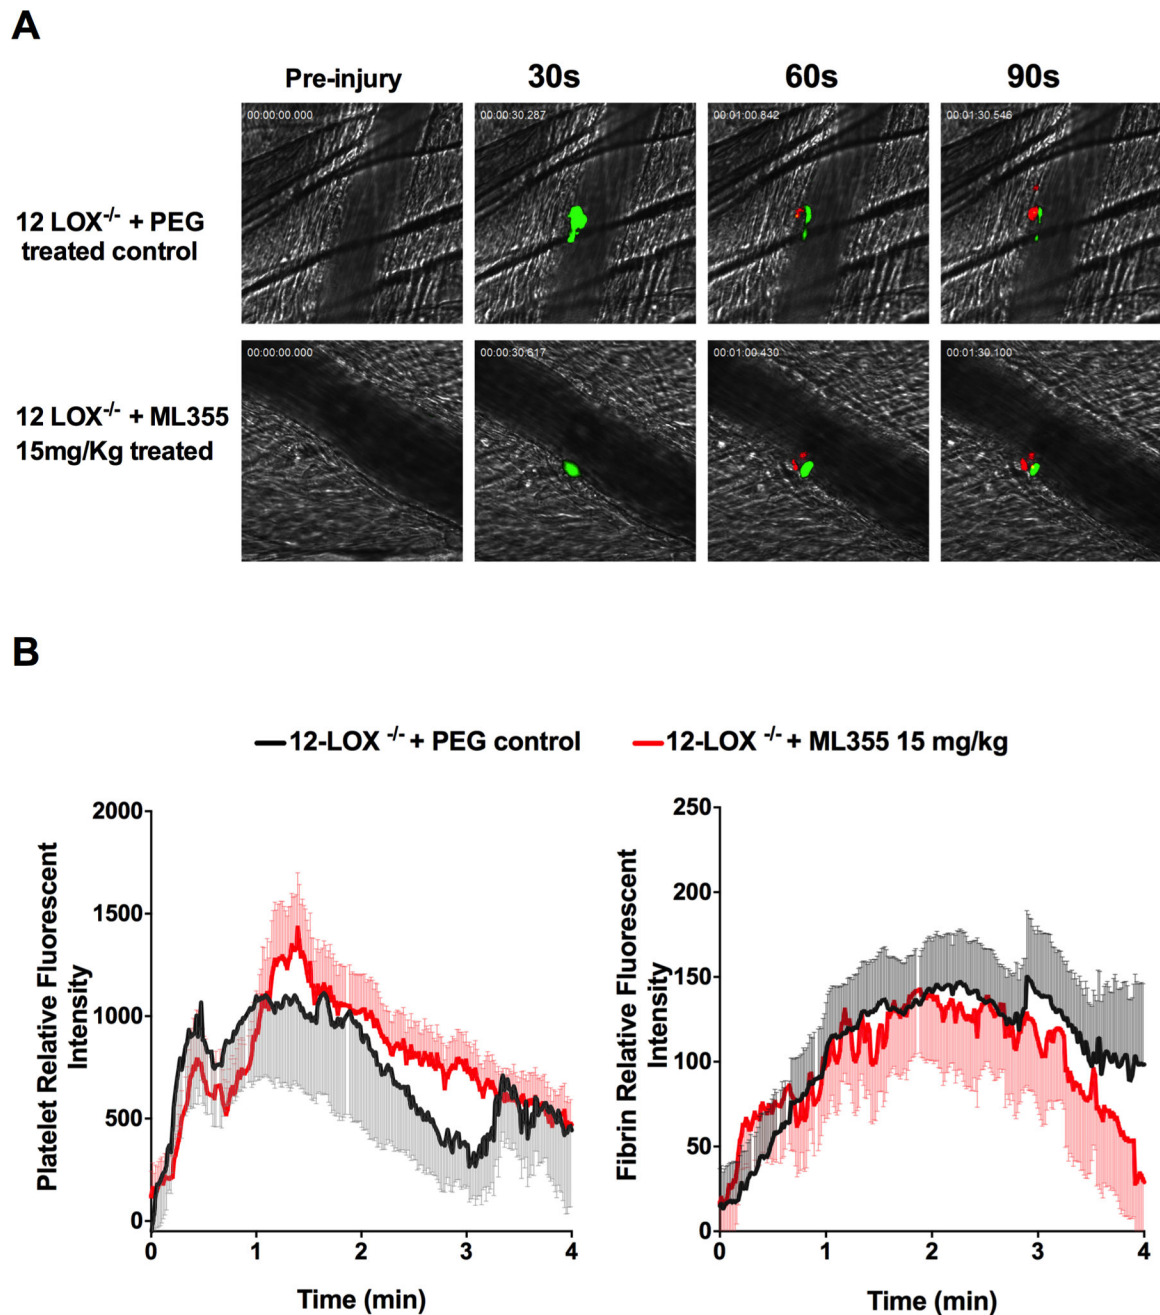 A
Pre-injury 30s 60s 90s
00:00:00.000 00:00:30.287 00:01:00.842 00:01:30.546
12 LOX-/- + PEG
treated control
00:00:00.000 00:00:30.617 00:01:00.430 00:01:30.100
12 LOX-/- + ML355
15mg/Kg treated
B
12-LOX -/- + PEG control 12-LOX -/- + ML355 15 mg/kg
Platelet Relative Fluorescent
Intensity
2000
1500
1000
500
0
0 1 2 3 4
Time (min)
Fibrin Relative Fluorescent
Intensity
250
200
150
100
50
0
0 1 2 3 4
Time (min)